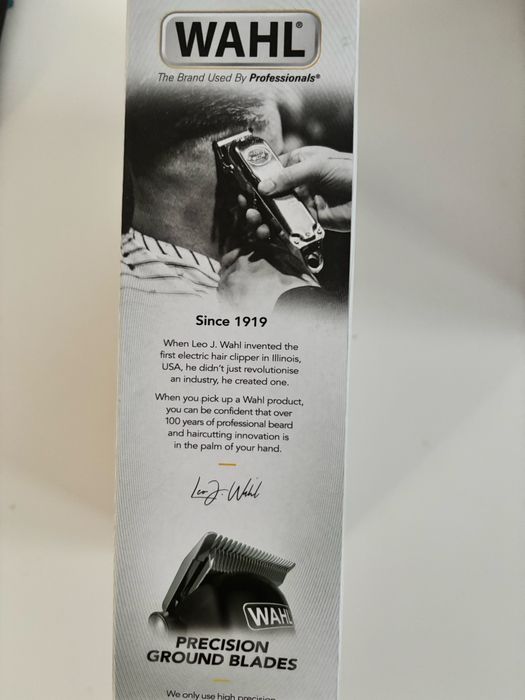 WAHL®
The Brand Used By Professionals®
Since 1919
When Leo J. Wahl invented the
first electric hair clipper in Illinois,
USA, he didn't just revolutionise
an industry, he created one.
When you pick up a Wahl product,
you can be confident that over
100 years of professional beard
and haircutting innovation is
in the palm of your hand.
Leo J. Wahl
WAHL
PRECISION
GROUND BLADES
We only use high precision